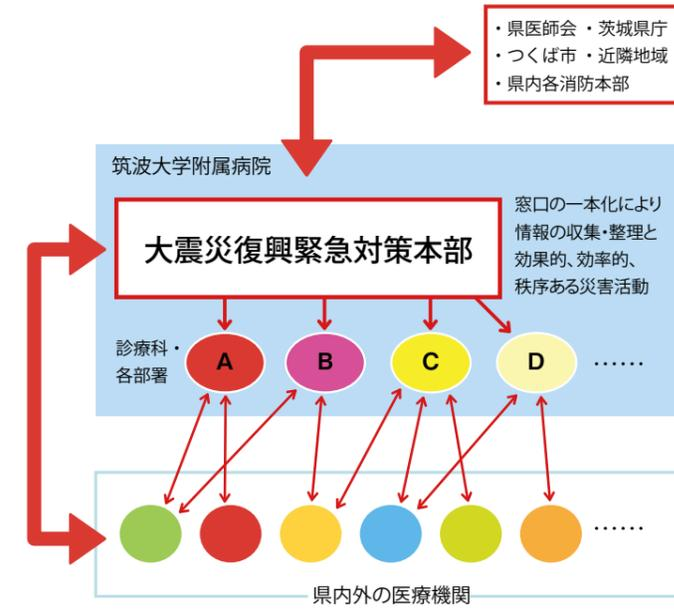 ・県医師会 ・茨城県庁
・つくば市 ・近隣地域
・県内各消防本部
筑波大学附属病院
大震災復興緊急対策本部
窓口の一本化により
情報の収集・整理と
効果的、効率的、
秩序ある災害活動
診療科・
各部署
A
B
C
D
……
……
県内外の医療機関